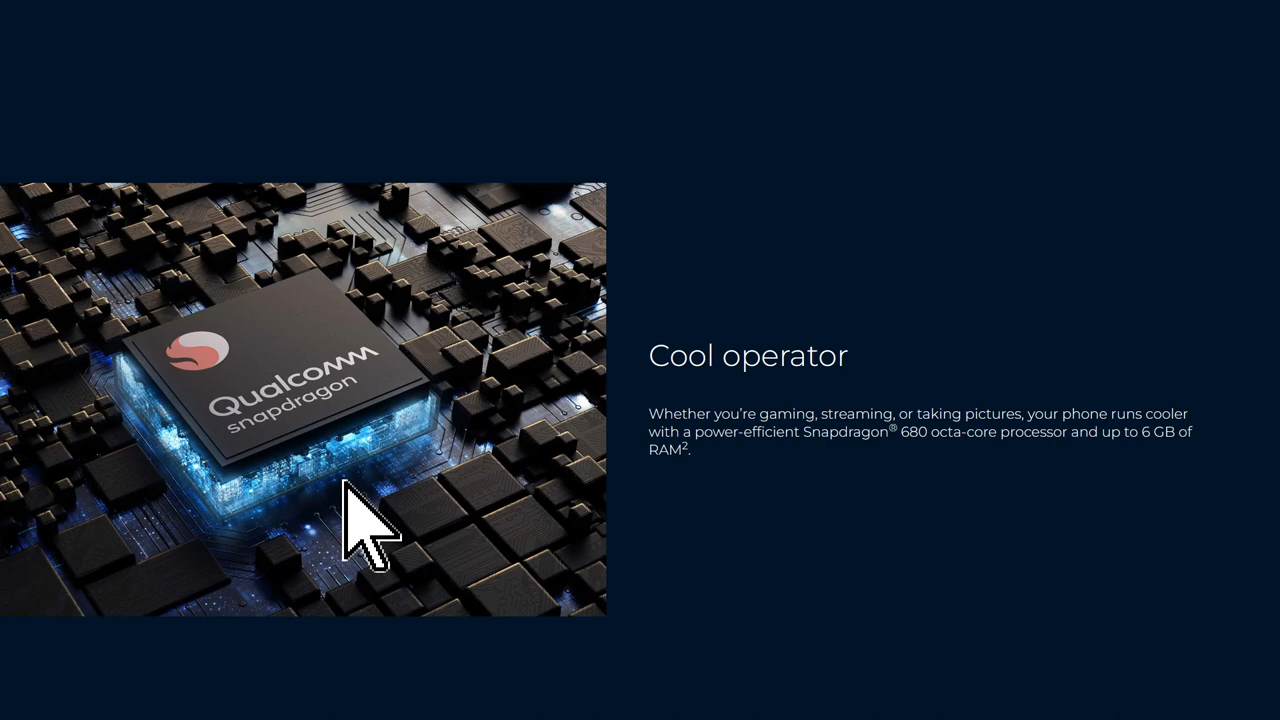 Qualcomm
snapdragon
Cool operator
Whether you're gaming, streaming, or taking pictures, your phone runs cooler
with a power-efficient Snapdragon® 680 octa-core processor and up to 6 GB of
RAM².